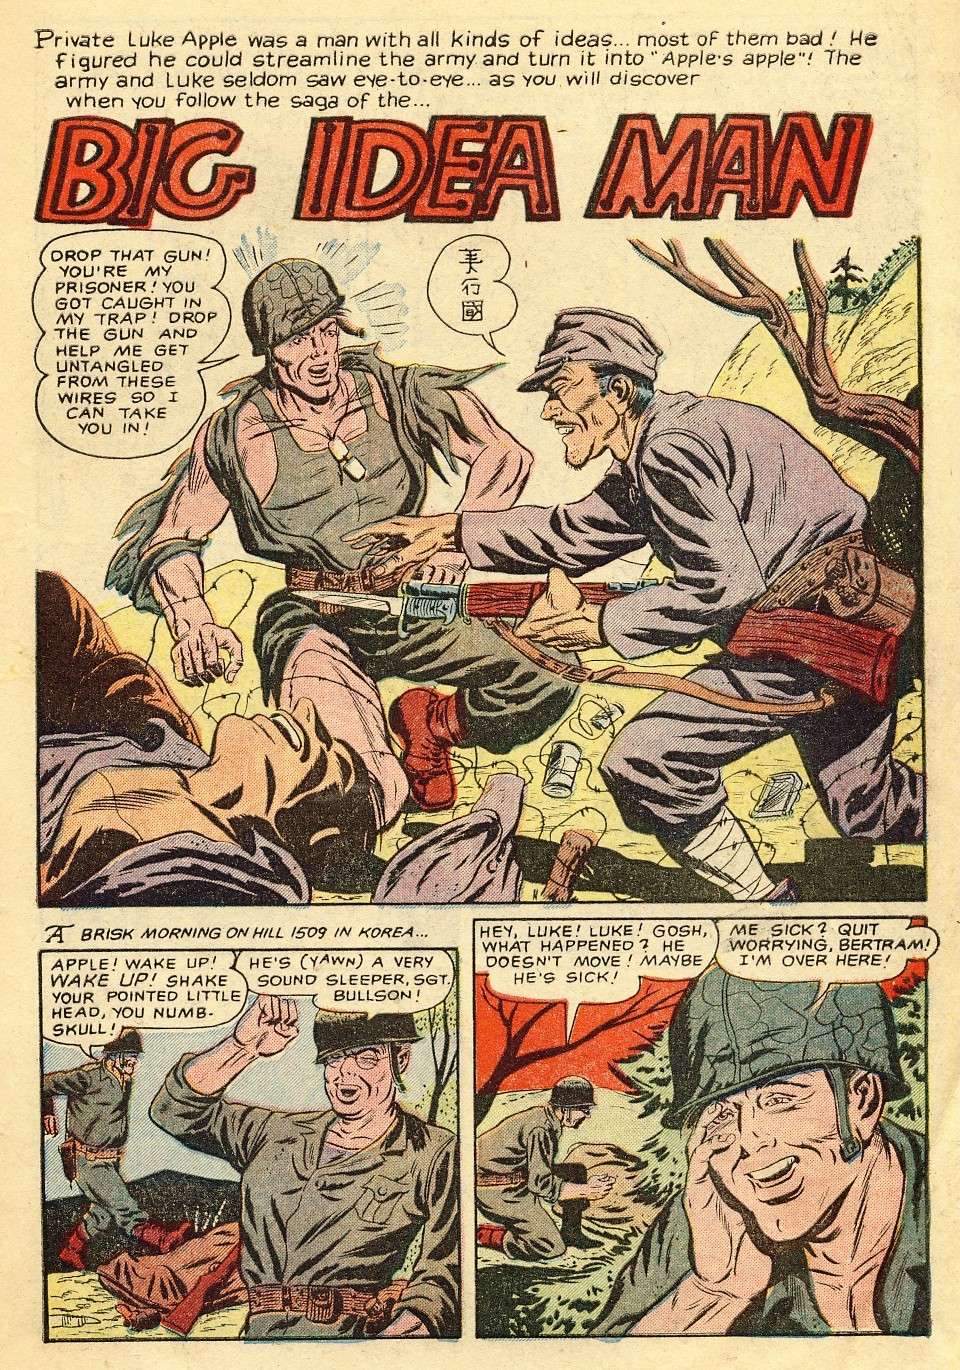 Private Luke Apple was a man with all kinds of ideas... most of them bad! He
figured he could streamline the army and turn it into "Apple's apple"! The
army and Luke seldom saw eye-to-eye... as you will discover
when you follow the saga of the...
BIG IDEA MAN
DROP THAT GUN!
YOU'RE MY
PRISONER! YOU
GOT CAUGHT IN
MY TRAP! DROP
THE GUN AND
HELP ME GET
UNTANGLED
FROM THESE
WIRES SO I
CAN TAKE
YOU IN!
美
行
國
A BRISK MORNING ON HILL 1509 IN KOREA...
APPLE! WAKE UP!
WAKE UP! SHAKE
YOUR POINTED LITTLE
HEAD, YOU NUMB-
SKULL!
HE'S (YAWN) A VERY
SOUND SLEEPER, SGT.
BULLSON!
HEY, LUKE! LUKE! GOSH,
WHAT HAPPENED? HE
DOESN'T MOVE! MAYBE
HE'S SICK!
ME SICK? QUIT
WORRYING, BERTRAM!
I'M OVER HERE!